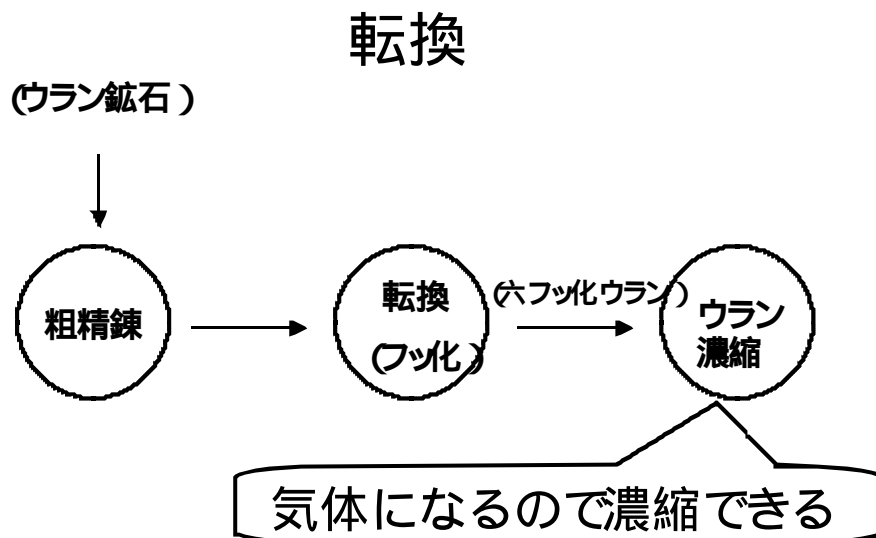 転換
(ウラン鉱石)
粗精錬
転換
(フッ化)
(六フッ化ウラン)
ウラン
濃縮
気体になるので濃縮できる